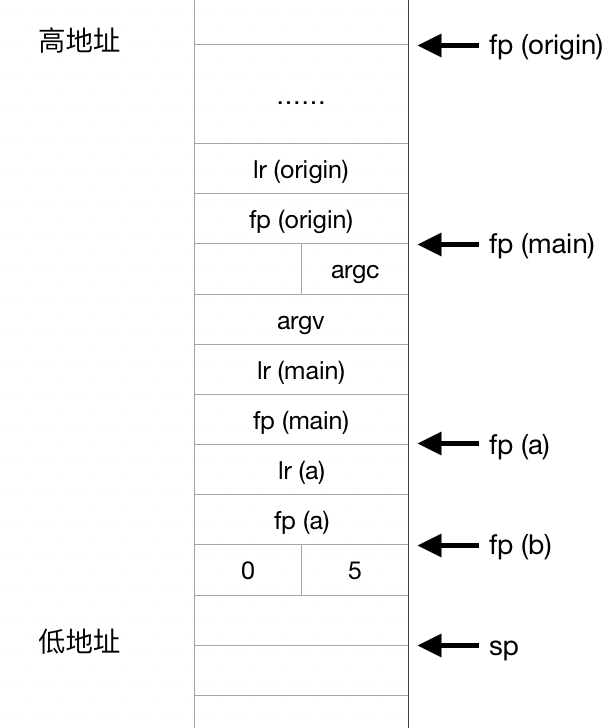 高地址
fp (origin)
......
lr (origin)
fp (origin)
fp (main)
argc
argv
lr (main)
fp (main)
fp (a)
lr (a)
fp (a)
fp (b)
0 5
低地址
sp